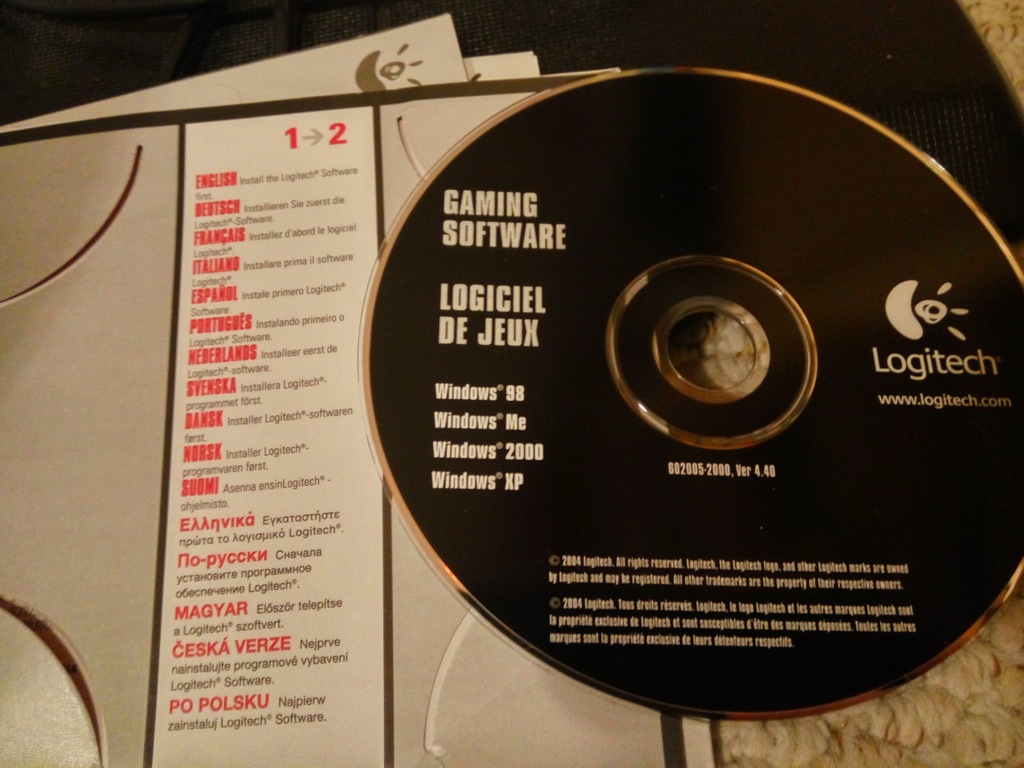 1 → 2
ENGLISH Install the Logitech® Software
first.
DEUTSCH Installieren Sie zuerst die
Logitech®-Software.
FRANÇAIS Installez d'abord le logiciel
Logitech®.
ITALIANO Installare prima il software
Logitech®.
ESPAÑOL Instale primero Logitech®
Software.
PORTUGUÊS Instalando primeiro o
Logitech® Software.
NEDERLANDS Installeer eerst de
Logitech®-software.
SVENSKA Installera Logitech®-
programmet först.
DANSK Installer Logitech®-softwaren
først.
NORSK Installer Logitech®-
programvaren først.
SUOMI Asenna ensinLogitech® -
ohjelmisto.
Ελληνικά Εγκαταστήστε
πρώτα το λογισμικό Logitech®.
По-русски Сначала
установите программное
обеспечение Logitech®.
MAGYAR Először telepítse
a Logitech® szoftvert.
ČESKÁ VERZE Nejprve
nainstalujte programové vybavení
Logitech® Software.
PO POLSKU Najpierw
zainstaluj Logitech® Software.
GAMING
SOFTWARE
LOGICIEL
DE JEUX
Windows® 98
Windows® Me
Windows® 2000
Windows® XP
Logitech®
www.logitech.com
602005-2000, Ver 4.40
© 2004 Logitech. All rights reserved. Logitech, the Logitech logo, and other Logitech marks are owned
by Logitech and may be registered. All other trademarks are the property of their respective owners.
© 2004 Logitech. Tous droits réservés. Logitech, le logo Logitech et les autres marques Logitech sont
la propriété exclusive de Logitech et sont susceptibles d'être des marques déposées. Toutes les autres
marques sont la propriété exclusive de leurs détenteurs respectifs.